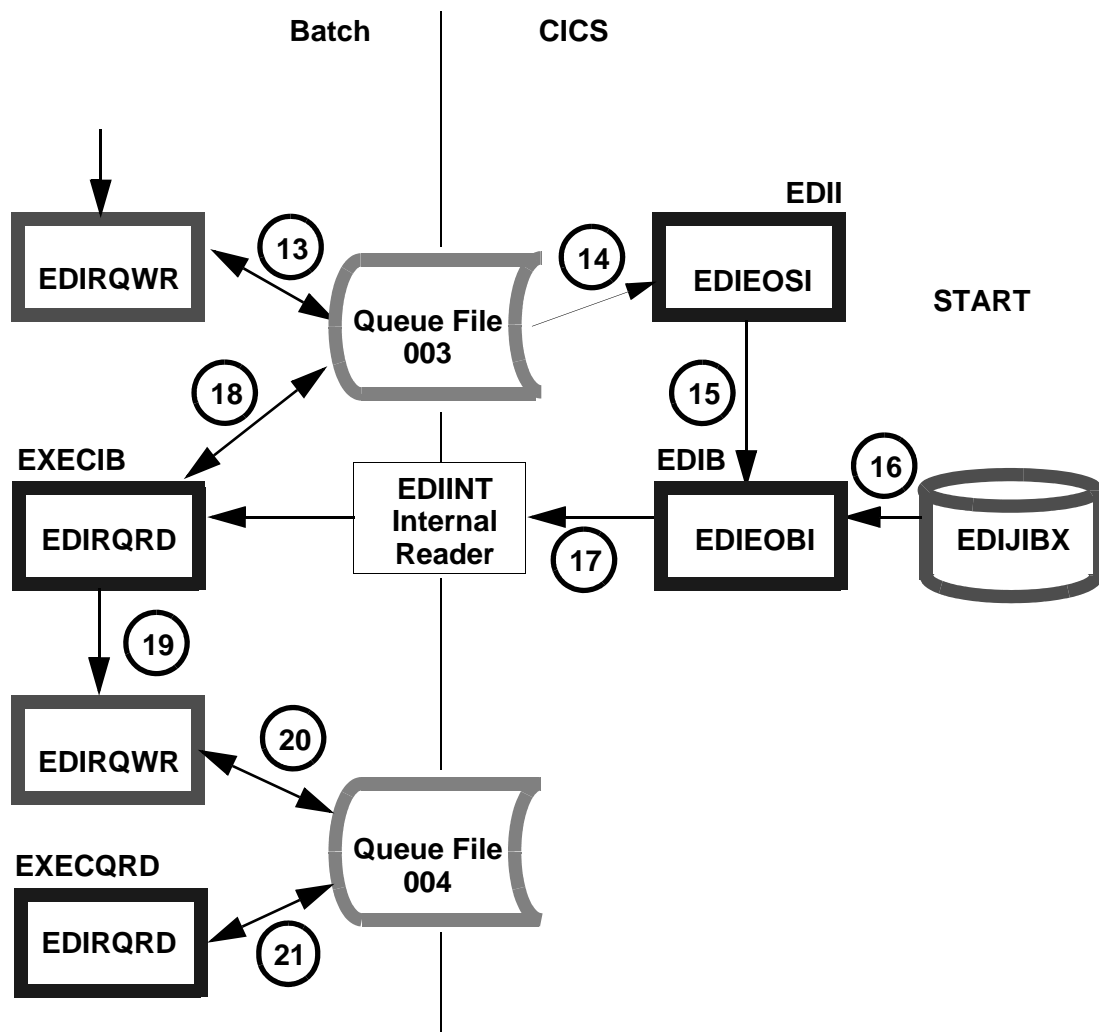 Batch
CICS
EDII
13
14
EDIRQWR
EDIEOSI
START
Queue File
003
18
15
EXECIB
EDIB
16
EDIINT
Internal
Reader
EDIRQRD
EDIEOBI
EDIJIBX
17
19
EDIRQWR
20
Queue File
004
EXECQRD
EDIRQRD
21